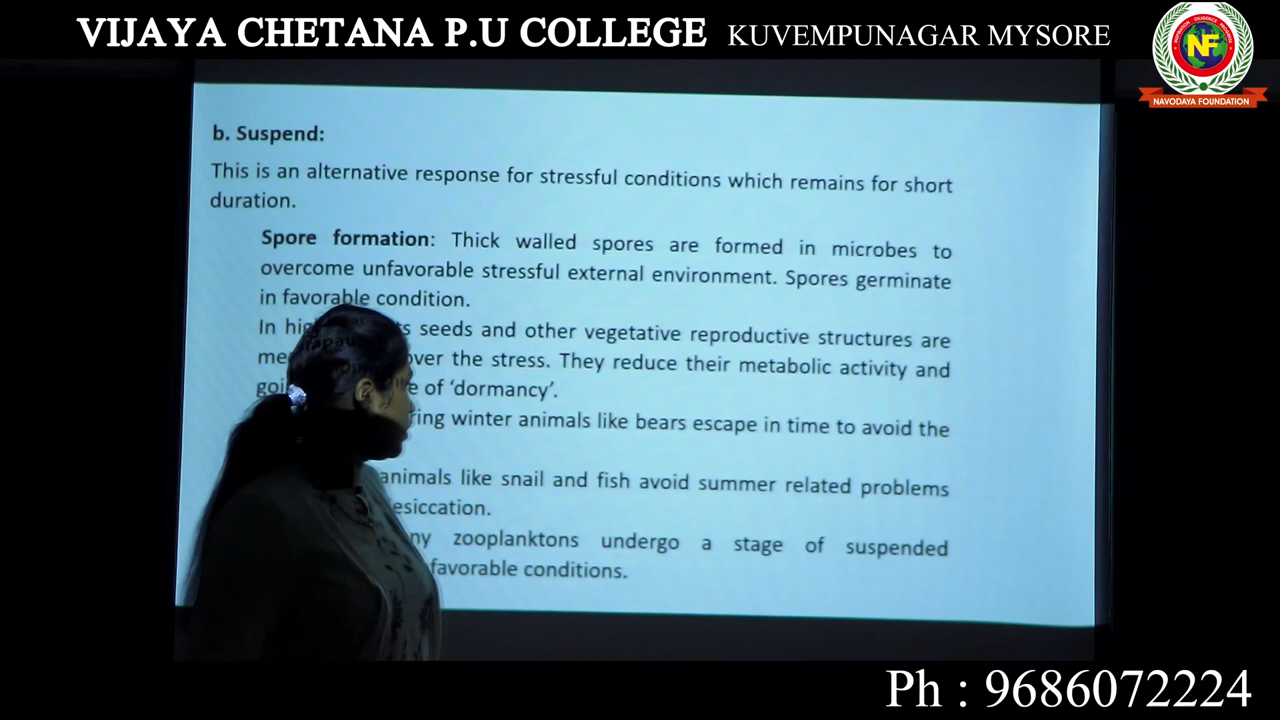 VIJAYA CHETANA P.U COLLEGE KUVEMPUNAGAR MYSORE
NF
NAVODAYA FOUNDATION
b. Suspend:
This is an alternative response for stressful conditions which remains for short
duration.
Spore formation: Thick walled spores are formed in microbes to
overcome unfavorable stressful external environment. Spores germinate
in favorable condition.
In seeds and other vegetative reproductive structures are
over the stress. They reduce their metabolic activity and
of ‘dormancy’.
winter animals like bears escape in time to avoid the
animals like snail and fish avoid summer related problems
zooplanktons undergo a stage of suspended
conditions.
Ph : 9686072224